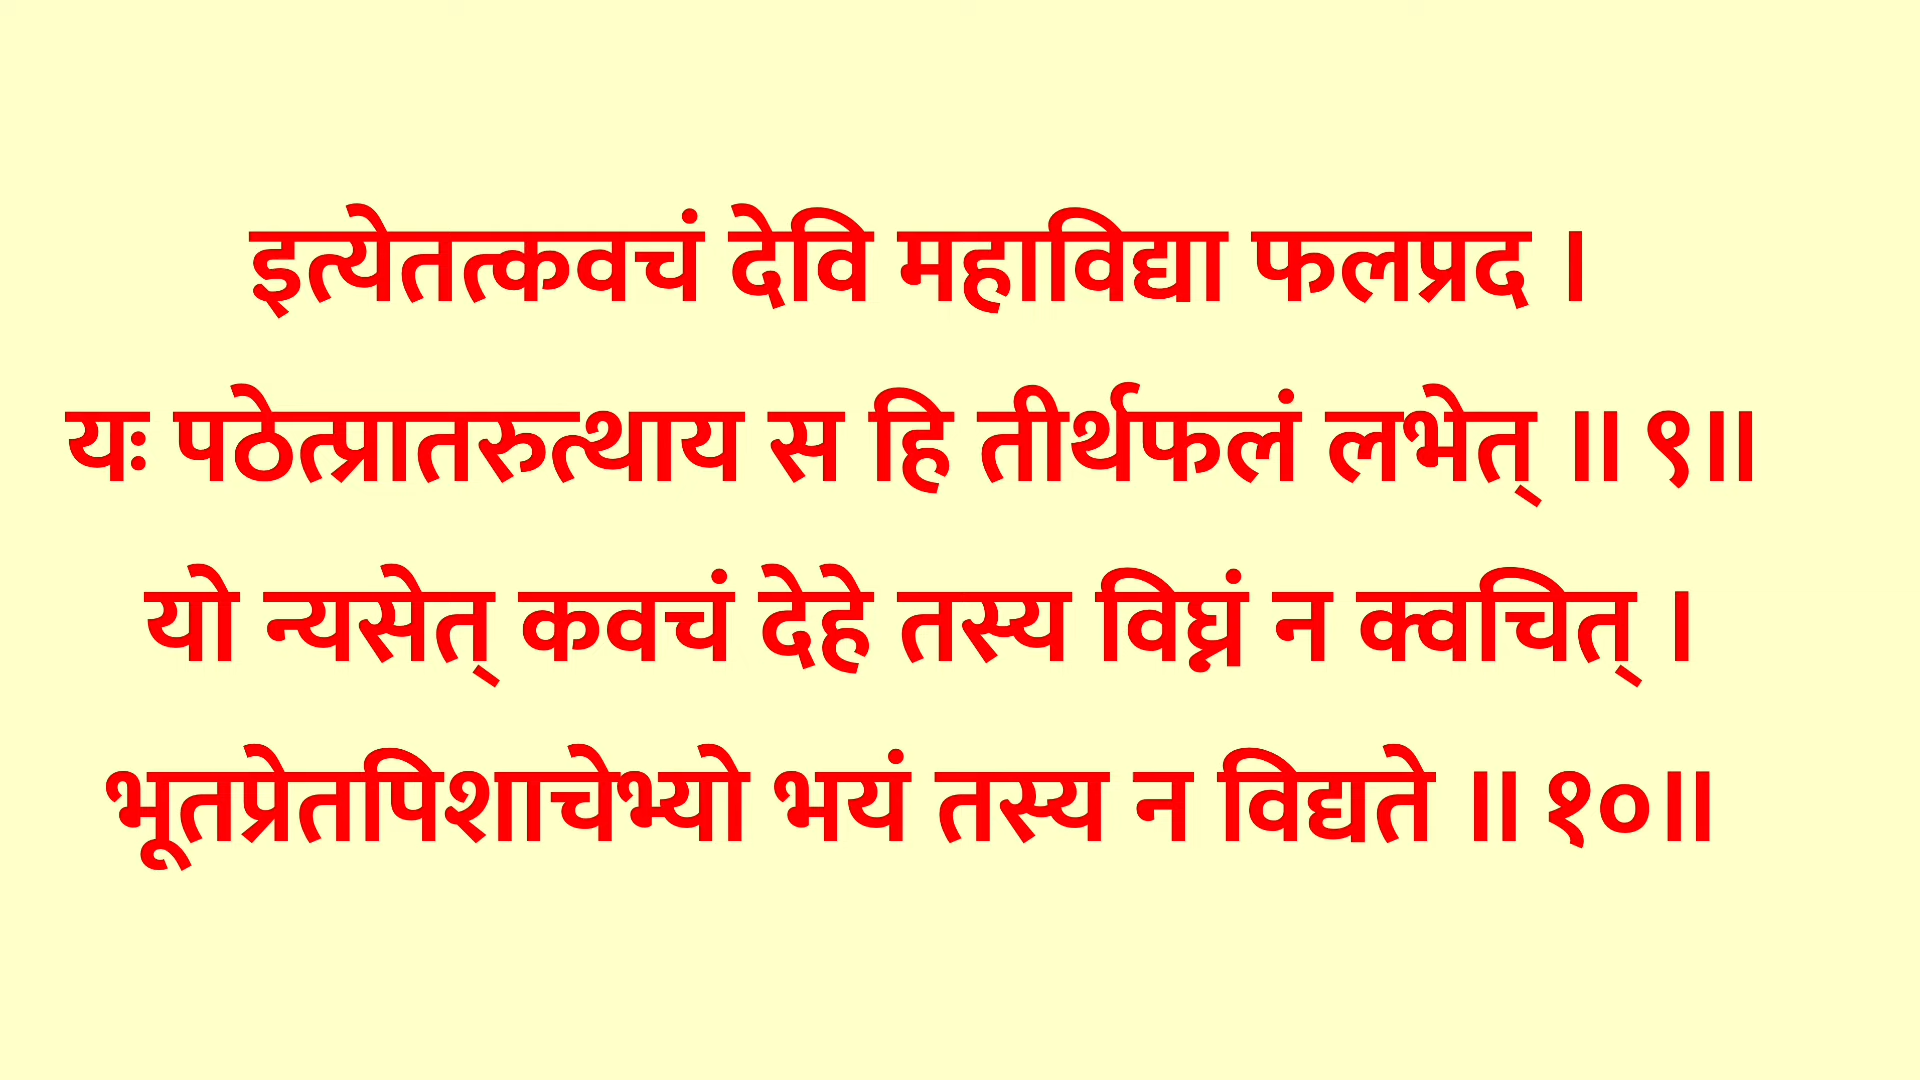 इत्येतत्कवचं देवि महाविद्या फलप्रद ।
यः पठेत्प्रातरुत्थाय स हि तीर्थफलं लभेत् ॥ ९॥
यो न्यसेत् कवचं देहे तस्य विघ्नं न क्वचित् ।
भूतप्रेतपिशाचेभ्यो भयं तस्य न विद्यते ॥ १०॥